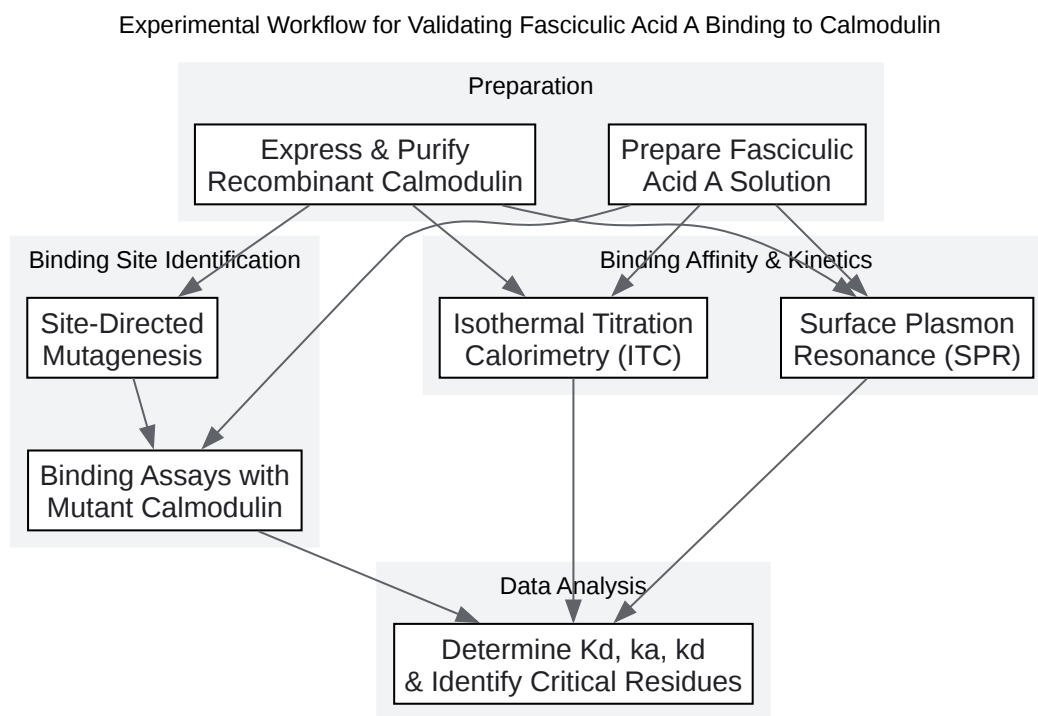 Experimental Workflow for Validating Fasciculic Acid A Binding to Calmodulin
Preparation
Express & Purify
Recombinant Calmodulin
Prepare Fasciculic
Acid A Solution
Binding Site Identification
Binding Affinity & Kinetics
Site-Directed
Mutagenesis
Isothermal Titration
Calorimetry (ITC)
Surface Plasmon
Resonance (SPR)
Binding Assays with
Mutant Calmodulin
Data Analysis
Determine Kd, ka, kd
& Identify Critical Residues